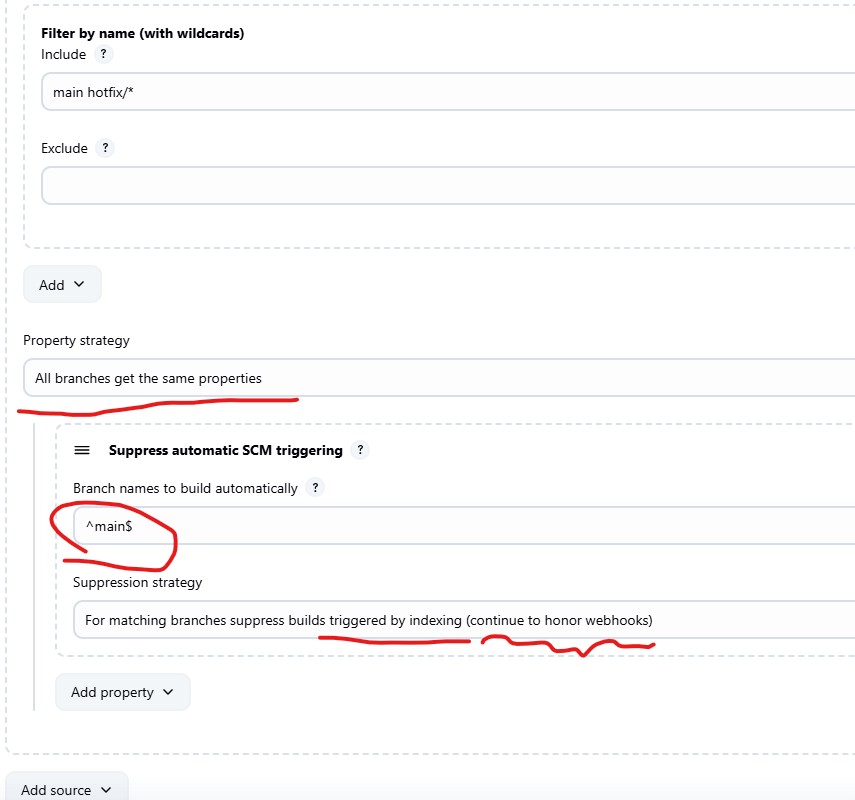 Filter by name (with wildcards)
Include ?
main hotfix/*
Exclude ?
Add
Property strategy
All branches get the same properties
Suppress automatic SCM triggering ?
Branch names to build automatically ?
^main$
Suppression strategy
For matching branches suppress builds triggered by indexing (continue to honor webhooks)
Add property
Add source